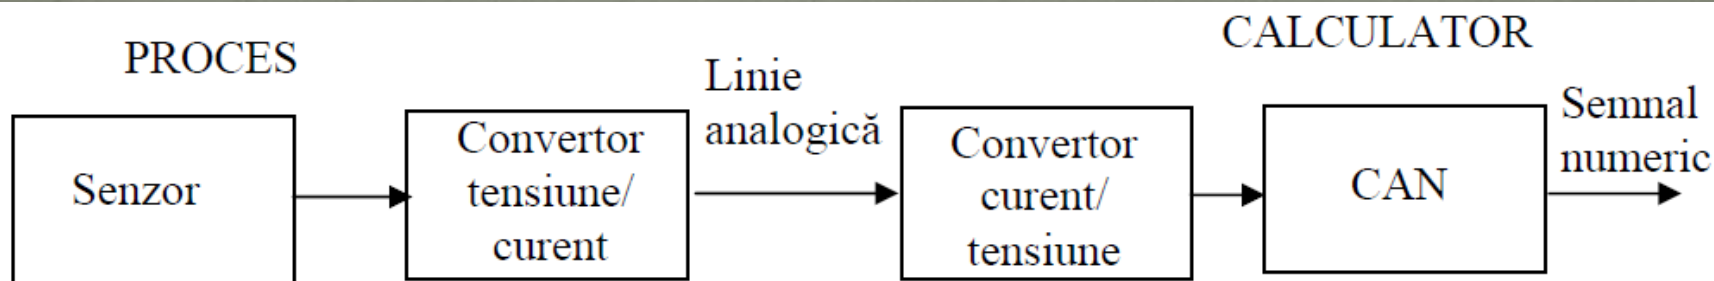 PROCES
CALCULATOR
Senzor
Convertor
tensiune/
curent
Linie
analogică
Convertor
curent/
tensiune
CAN
Semnal
numeric